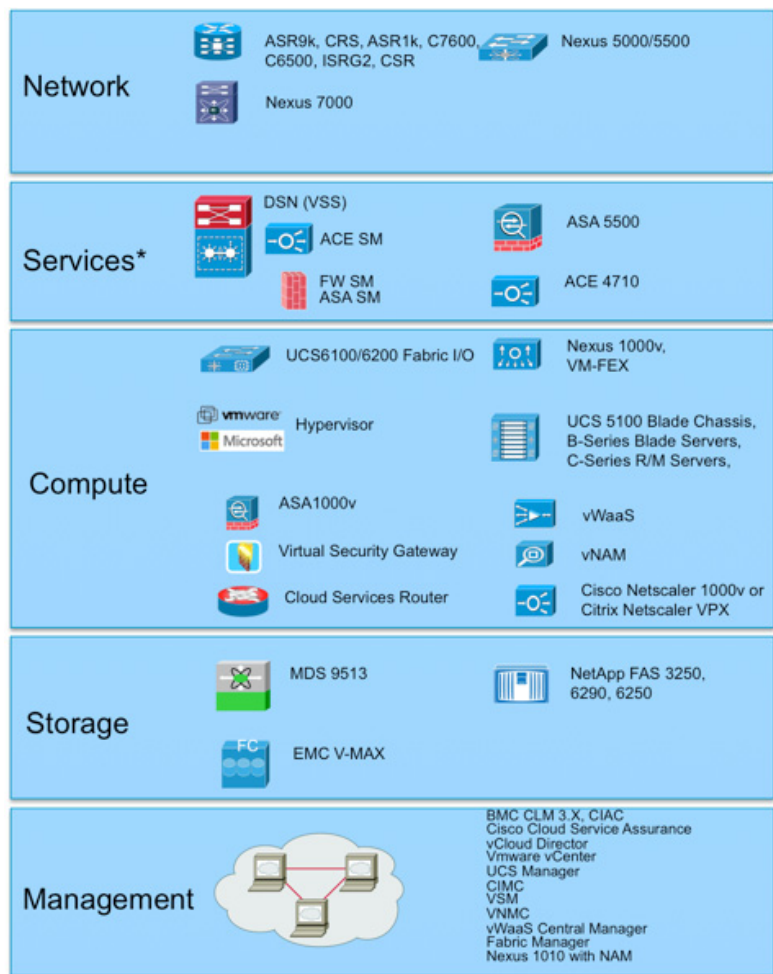 Network
ASR9k, CRS, ASR1k, C7600,
C6500, ISRG2, CSR
Nexus 5000/5500
Nexus 7000
Services*
DSN (VSS)
ACE SM
FW SM
ASA SM
ASA 5500
ACE 4710
Compute
UCS6100/6200 Fabric I/O
Nexus 1000v,
VM-FEX
vmware
Microsoft
Hypervisor
UCS 5100 Blade Chassis,
B-Series Blade Servers,
C-Series R/M Servers,
ASA1000v
vWaaS
Virtual Security Gateway
vNAM
Cloud Services Router
Cisco Netscaler 1000v or
Citrix Netscaler VPX
Storage
MDS 9513
NetApp FAS 3250,
6290, 6250
FC
EMC V-MAX
Management
BMC CLM 3.X, CIAC
Cisco Cloud Service Assurance
vCloud Director
Vmware vCenter
UCS Manager
CIMC
VSM
VNMC
vWaaS Central Manager
Fabric Manager
Nexus 1010 with NAM